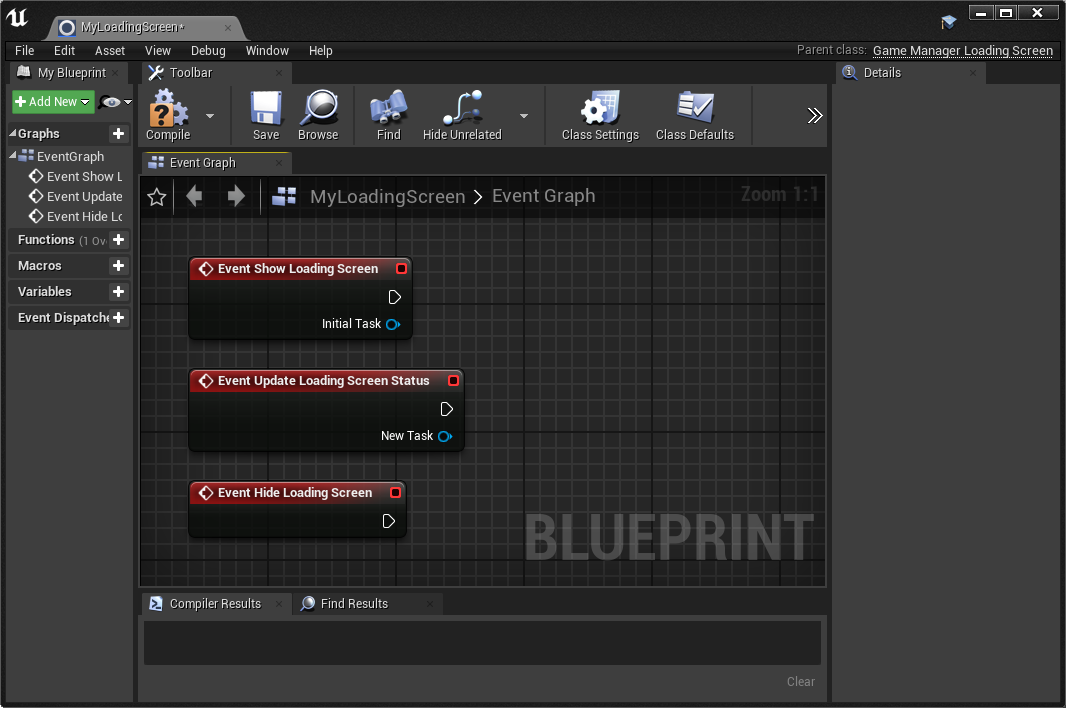 MyLoadingScreen*
File Edit Asset View Debug Window Help
Parent class: Game Manager Loading Screen
My Blueprint
Add New
Graphs
EventGraph
Event Show L
Event Update
Event Hide Lo
Functions (1 Ov
Macros
Variables
Event Dispatche
Toolbar
Compile Save Browse Find Hide Unrelated Class Settings Class Defaults
Event Graph
MyLoadingScreen > Event Graph
Zoom 1:1
Event Show Loading Screen
Initial Task
Event Update Loading Screen Status
New Task
Event Hide Loading Screen
BLUEPRINT
Compiler Results Find Results
Clear
Details